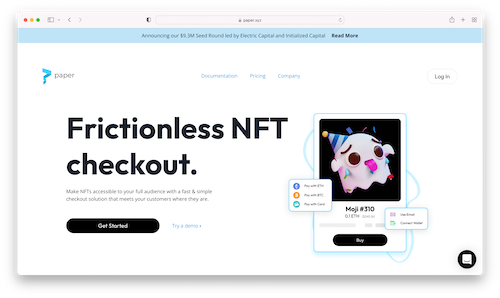 paper.xyz
Announcing our $9.3M Seed Round led by Electric Capital and Initialized Capital Read More
paper
Documentation Pricing Company
Log in
Frictionless NFT
checkout.
Make NFTs accessible to your full audience with a fast & simple
checkout solution that meets your customers where they are.
Get Started
Try a demo
Pay with ETH
Pay with BTC
Pay with Card
Moji #310
0.1 ETH
Use Email
Connect Wallet
Buy